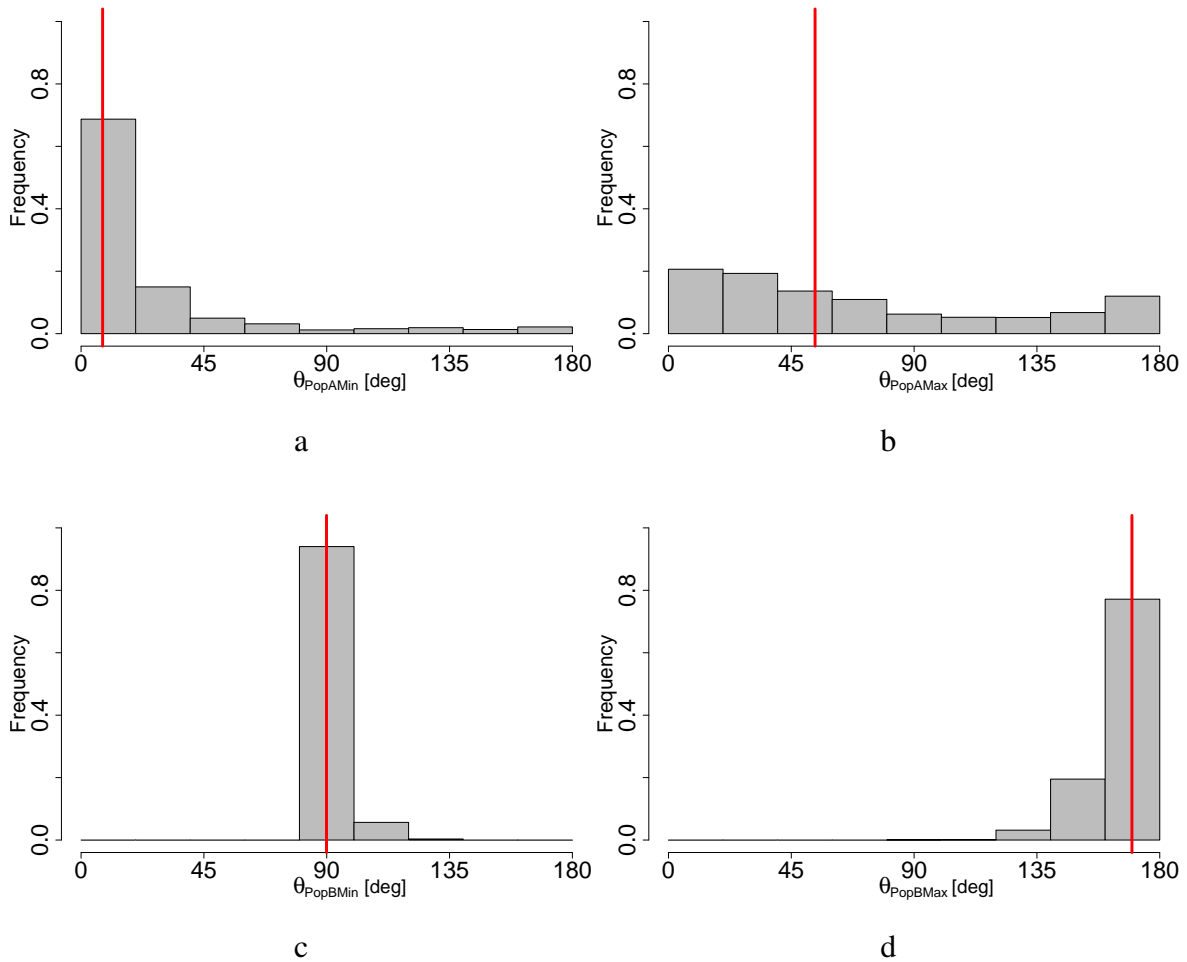 Frequency
0.0 0.4 0.8
0 45 90 135 180
θPopAMin [deg]
a
Frequency
0.0 0.4 0.8
0 45 90 135 180
θPopAMax [deg]
b
Frequency
0.0 0.4 0.8
0 45 90 135 180
θPopBMin [deg]
c
Frequency
0.0 0.4 0.8
0 45 90 135 180
θPopBMax [deg]
d